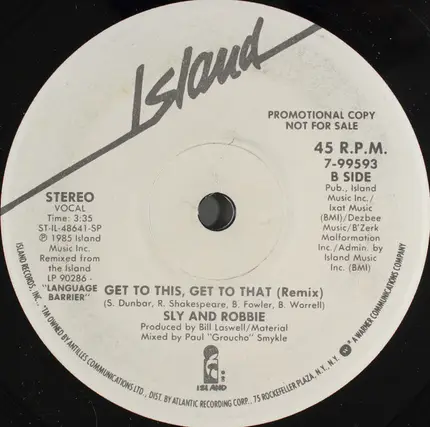 Island
PROMOTIONAL COPY
NOT FOR SALE
STEREO
VOCAL
Time: 3:35
ST-IL-48641-SP
Ⓟ 1985 Island
Music Inc.
Remixed from
the Island
LP 90286 -
"LANGUAGE
BARRIER"
45 R.P.M.
7-99593
B SIDE
Pub., Island
Music Inc./
Ixat Music
(BMI)/Dezbee
Music/B'Zerk
Malformation
Inc./Admin. by
Island Music
Inc. (BMI)
GET TO THIS, GET TO THAT (Remix)
(S. Dunbar, R. Shakespeare, B. Fowler, B. Worrell)
SLY AND ROBBIE
Produced by Bill Laswell/Material
Mixed by Paul "Groucho" Smykle
ISLAND
ISLAND RECORDS, INC., T.M. OWNED BY ANTILLES COMMUNICATIONS LTD., DIST. BY ATLANTIC RECORDING CORP., 75 ROCKEFELLER PLAZA, N.Y., N.Y. A WARNER COMMUNICATIONS COMPANY